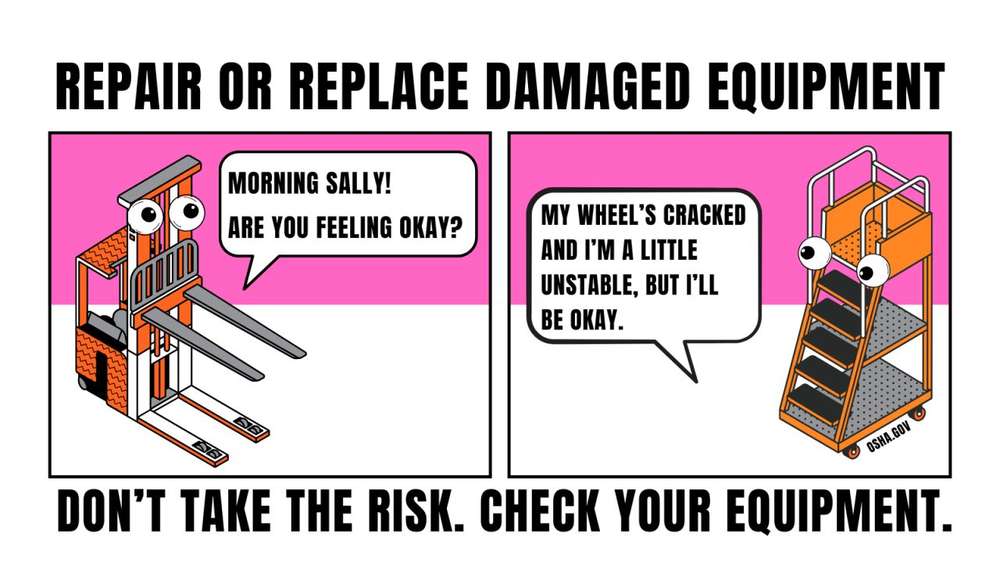 REPAIR OR REPLACE DAMAGED EQUIPMENT
MORNING SALLY!
ARE YOU FEELING OKAY?
MY WHEEL'S CRACKED
AND I'M A LITTLE
UNSTABLE, BUT I'LL
BE OKAY.
OSHA.GOV
DON'T TAKE THE RISK. CHECK YOUR EQUIPMENT.